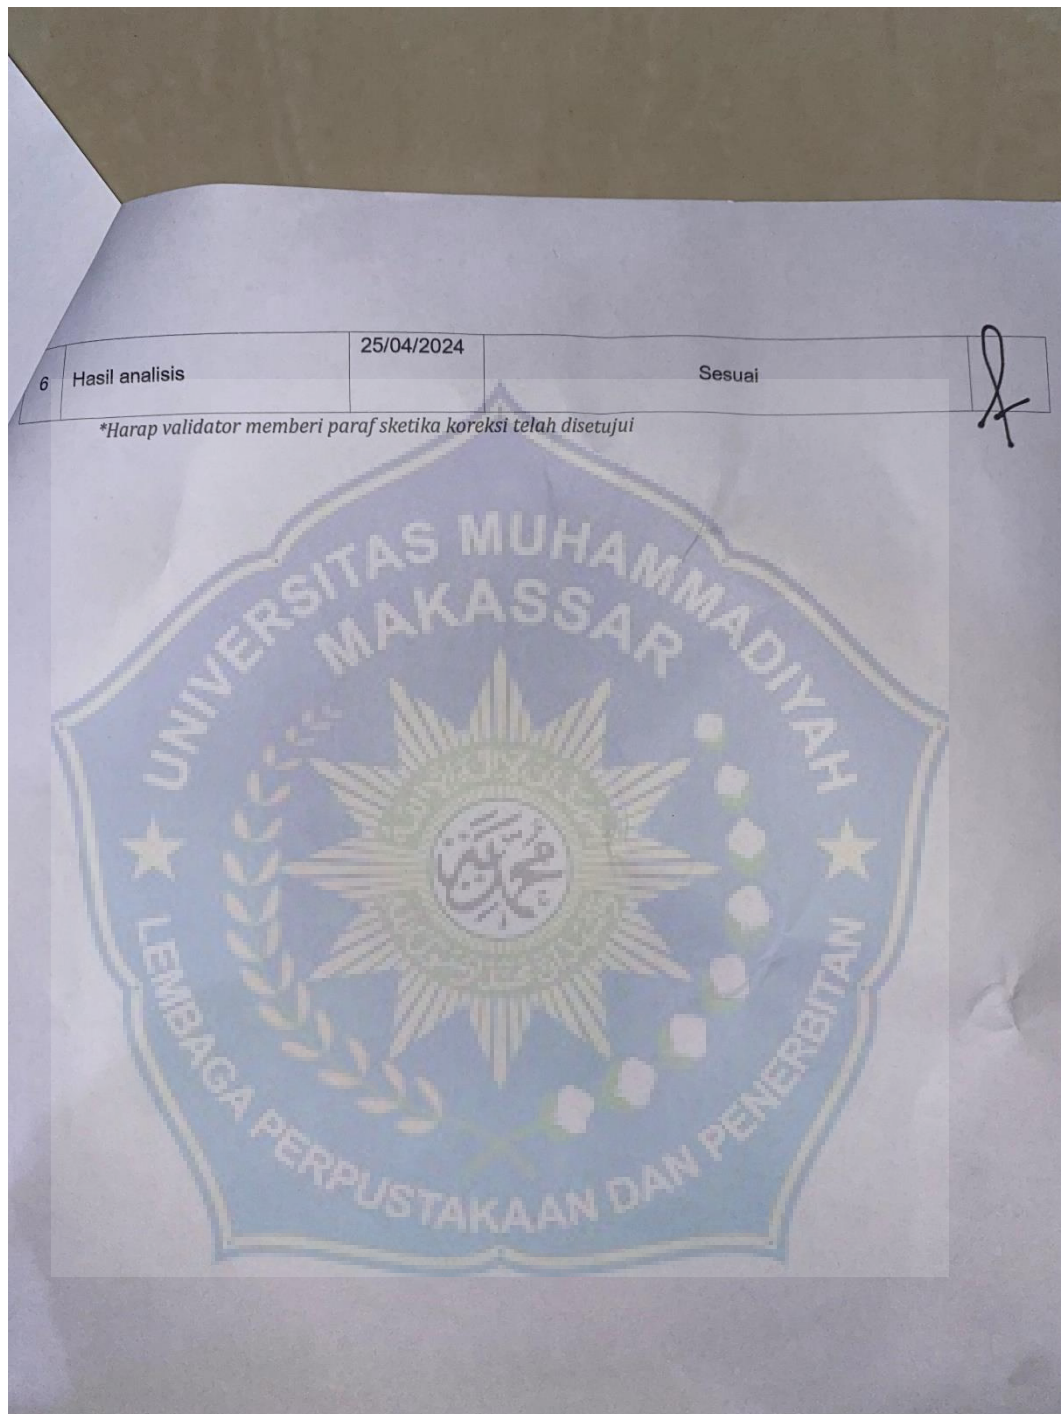 6 Hasil analisis 25/04/2024 Sesuai
*Harap validator memberi paraf sketika koreksi telah disetujui
UNIVERSITAS MUHAMMADIYAH
MAKASSAR
LEMBAGA PERPUSTAKAAN DAN PENERBITAN